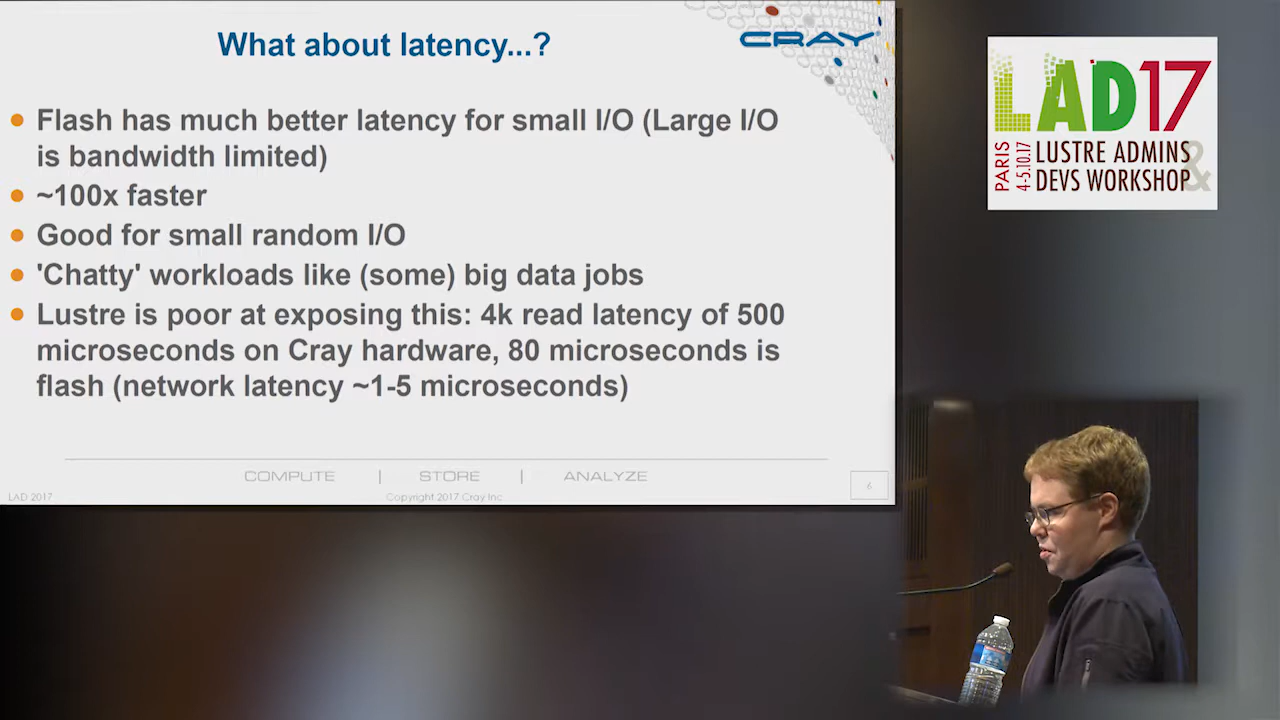 What about latency...?
CRAY
• Flash has much better latency for small I/O (Large I/O
is bandwidth limited)
• ~100x faster
• Good for small random I/O
• 'Chatty' workloads like (some) big data jobs
• Lustre is poor at exposing this: 4k read latency of 500
microseconds on Cray hardware, 80 microseconds is
flash (network latency ~1-5 microseconds)
COMPUTE | STORE | ANALYZE
LAD 2017
Copyright 2017 Cray Inc
6
LAD17
PARIS
4-5.10.17
LUSTRE ADMINS
& DEVS WORKSHOP